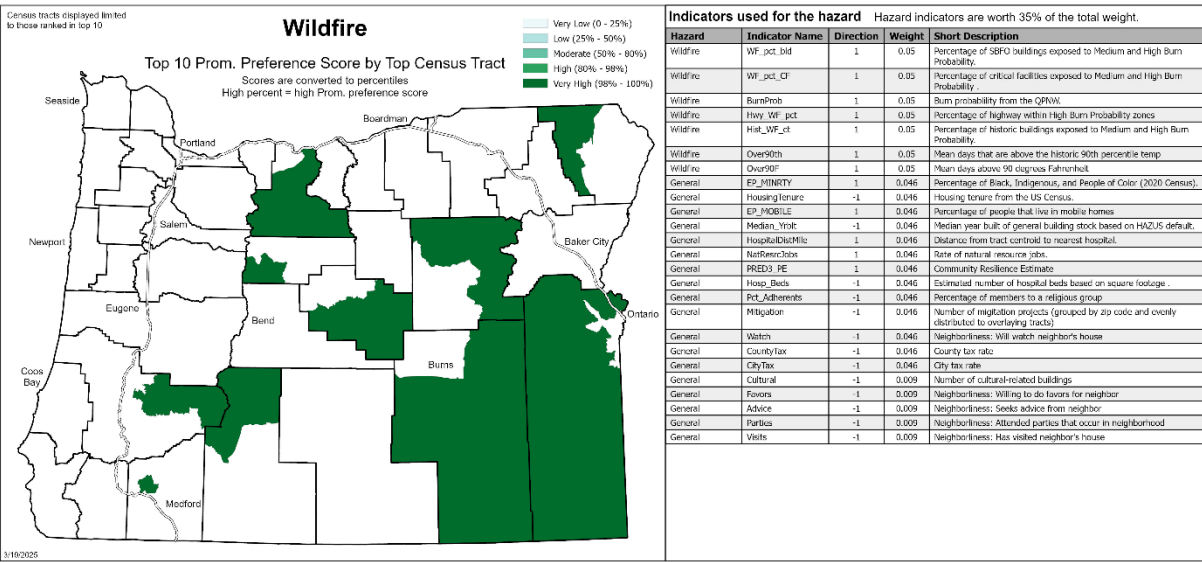 Census tracts displayed limited
to those ranked in top 10
Wildfire
Top 10 Prom. Preference Score by Top Census Tract
Scores are converted to percentiles
High percent = high Prom. preference score
Very Low (0 - 25%)
Low (25% - 50%)
Moderate (50% - 80%)
High (80% - 98%)
Very High (98% - 100%)
Seaside
Portland
Boardman
Salem
Newport
Baker City
Eugene
Bend
Ontario
Burns
Coos
Bay
Medford
3/19/2025
Indicators used for the hazard Hazard indicators are worth 35% of the total weight.
Hazard Indicator Name Direction Weight Short Description
Wildfire WF_pct_bld 1 0.05 Percentage of SBFO buildings exposed to Medium and High Burn
Probability.
Wildfire WF_pct_CF 1 0.05 Percentage of critical facilities exposed to Medium and High Burn
Probability .
Wildfire BurnProb 1 0.05 Burn probability from the QPNW.
Wildfire Hwy_WF_pct 1 0.05 Percentage of highway within High Burn Probability zones
Wildfire Hist_WF_ct 1 0.05 Percentage of historic buildings exposed to Medium and High Burn
Probability.
Wildfire Over90th 1 0.05 Mean days that are above the historic 90th percentile temp
Wildfire Over90F 1 0.05 Mean days above 90 degrees Fahrenheit
General EP_MINRTY 1 0.046 Percentage of Black, Indigenous, and People of Color (2020 Census).
General HousingTenure -1 0.046 Housing tenure from the US Census.
General EP_MOBILE 1 0.046 Percentage of people that live in mobile homes
General Median_Yrblt -1 0.046 Median year built of general building stock based on HAZUS default.
General HospitalDistMile 1 0.046 Distance from tract centroid to nearest hospital.
General NatResrcJobs 1 0.046 Rate of natural resource jobs.
General PRED3_PE 1 0.046 Community Resilience Estimate
General Hosp_Beds -1 0.046 Estimated number of hospital beds based on square footage .
General Pct_Adherents -1 0.046 Percentage of members to a religious group
General Mitigation -1 0.046 Number of migitation projects (grouped by zip code and evenly
distributed to overlaying tracts)
General Watch -1 0.046 Neighborliness: Will watch neighbor's house
General CountyTax -1 0.046 County tax rate
General CityTax -1 0.046 City tax rate
General Cultural -1 0.009 Number of cultural-related buildings
General Favors -1 0.009 Neighborliness: Willing to do favors for neighbor
General Advice -1 0.009 Neighborliness: Seeks advice from neighbor
General Parties -1 0.009 Neighborliness: Attended parties that occur in neighborhood
General Visits -1 0.009 Neighborliness: Has visited neighbor's house